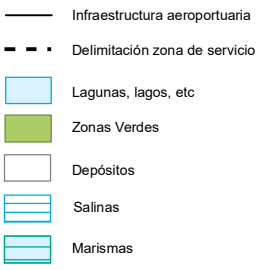 Infraestructura aeroportuaria
Delimitación zona de servicio
Lagunas, lagos, etc
Zonas Verdes
Depósitos
Salinas
Marismas